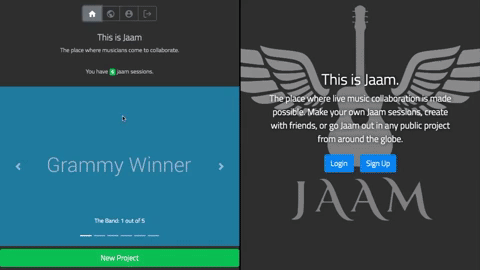 This is Jaam
The place where musicians come to collaborate.
You have 6 jaam sessions.
Grammy Winner
The Band: 1 out of 5
New Project
This is Jaam.
The place where live music collaboration is made
possible. Make your own Jaam sessions, create
with friends, or go Jaam out in any public project
from around the globe.
Login
Sign Up
JAAM